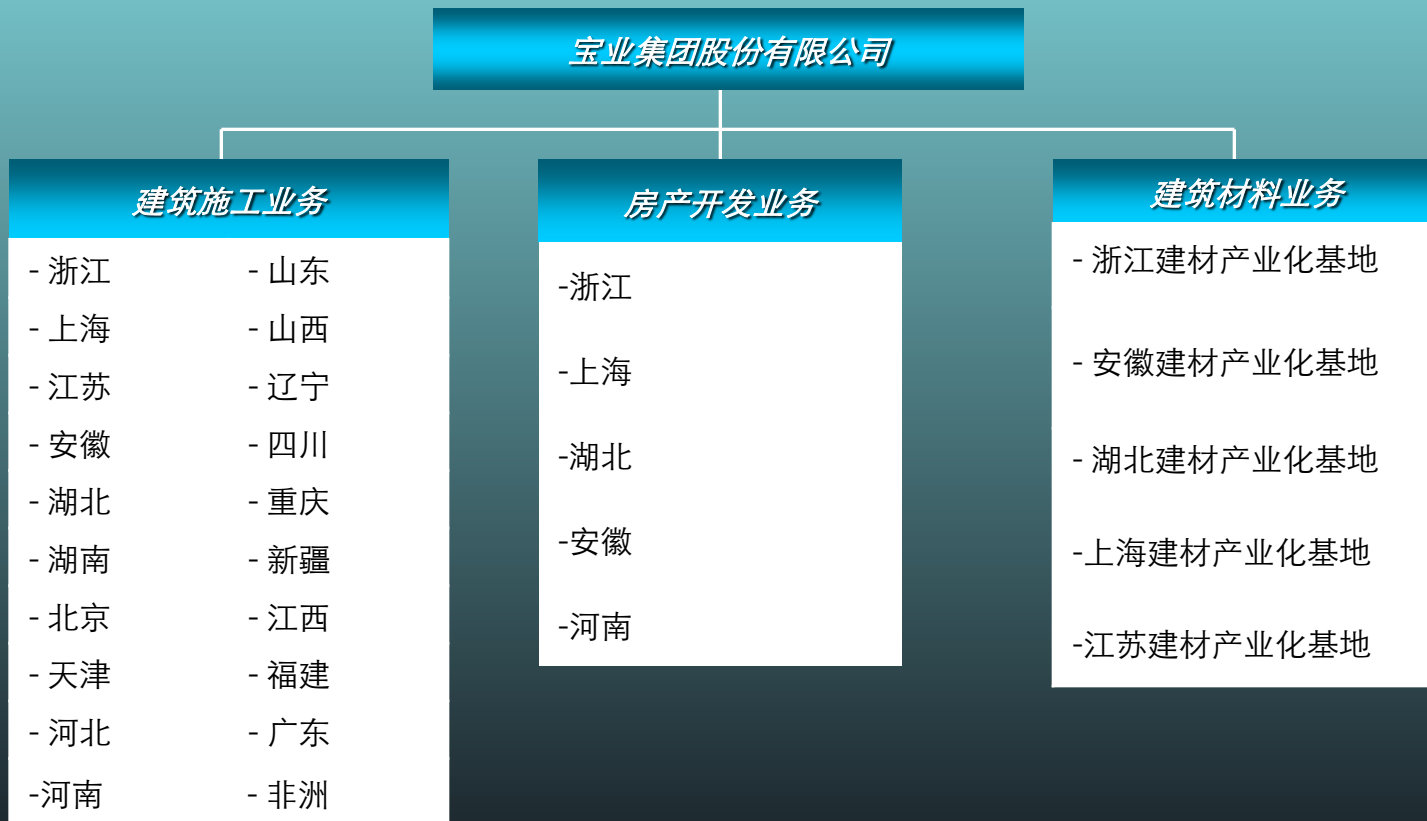 宝业集团股份有限公司
建筑施工业务
- 浙江 - 山东
- 上海 - 山西
- 江苏 - 辽宁
- 安徽 - 四川
- 湖北 - 重庆
- 湖南 - 新疆
- 北京 - 江西
- 天津 - 福建
- 河北 - 广东
-河南 - 非洲
房产开发业务
-浙江
-上海
-湖北
-安徽
-河南
建筑材料业务
- 浙江建材产业化基地
- 安徽建材产业化基地
- 湖北建材产业化基地
-上海建材产业化基地
-江苏建材产业化基地